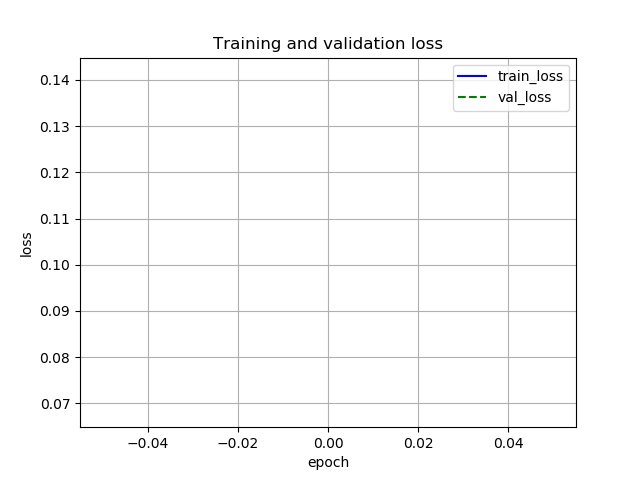 Training and validation loss
train_loss
val_loss
0.14
0.13
0.12
0.11
0.10
0.09
0.08
0.07
loss
−0.04 −0.02 0.00 0.02 0.04
epoch